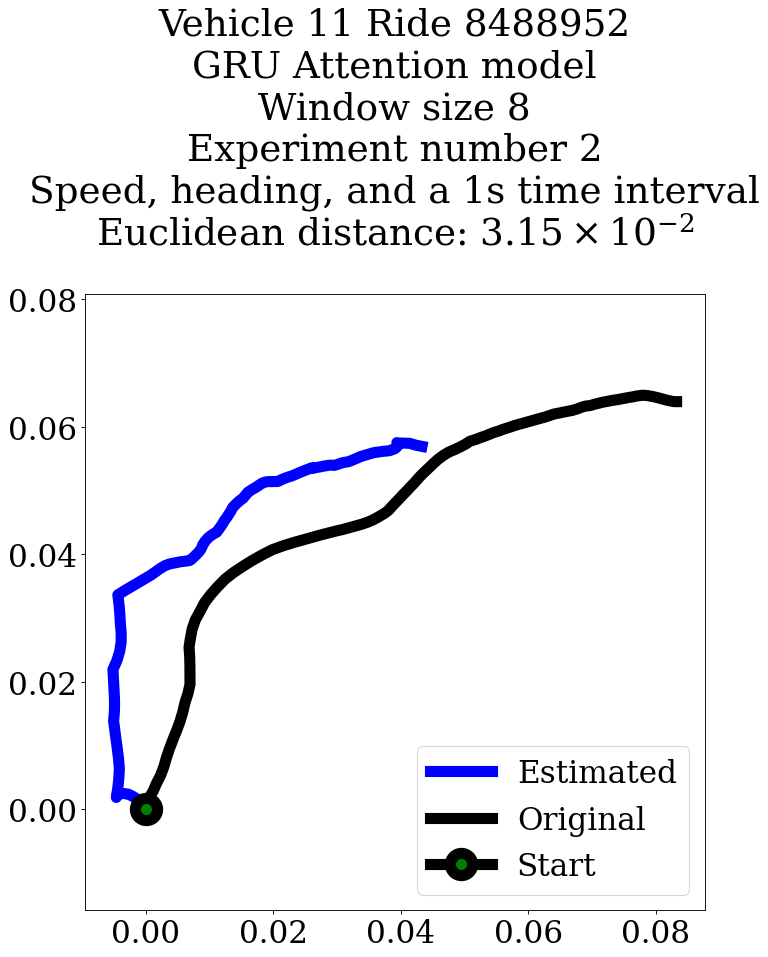 Vehicle 11 Ride 8488952
GRU Attention model
Window size 8
Experiment number 2
Speed, heading, and a 1s time interval
Euclidean distance: 3.15 × 10⁻²
0.08
0.06
0.04
0.02
0.00
Estimated
Original
Start
0.00 0.02 0.04 0.06 0.08